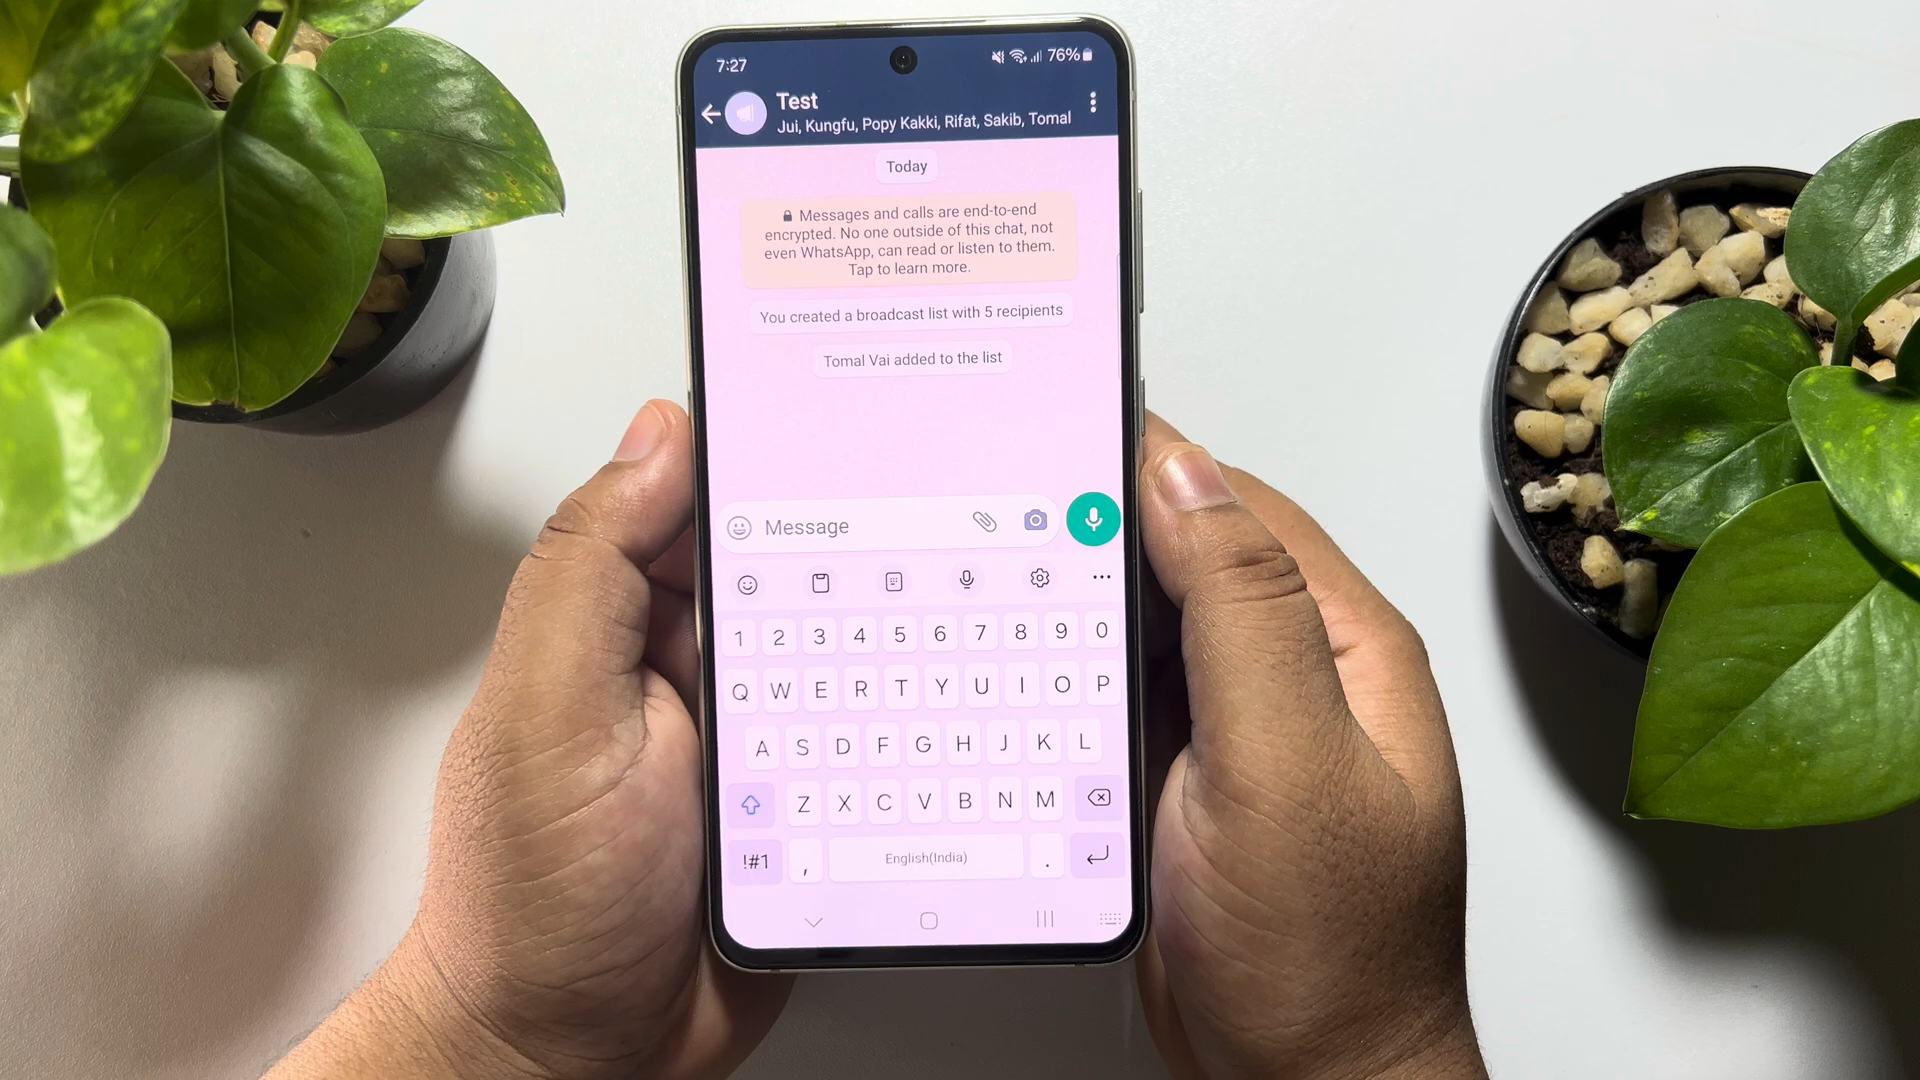 7:27
76%
Test
Jui, Kungfu, Popy Kakki, Rifat, Sakib, Tomal
Today
Messages and calls are end-to-end
encrypted. No one outside of this chat, not
even WhatsApp, can read or listen to them.
Tap to learn more.
You created a broadcast list with 5 recipients
Tomal Vai added to the list
Message
1 2 3 4 5 6 7 8 9 0
Q W E R T Y U I O P
A S D F G H J K L
Z X C V B N M
!#1 , English(India) .